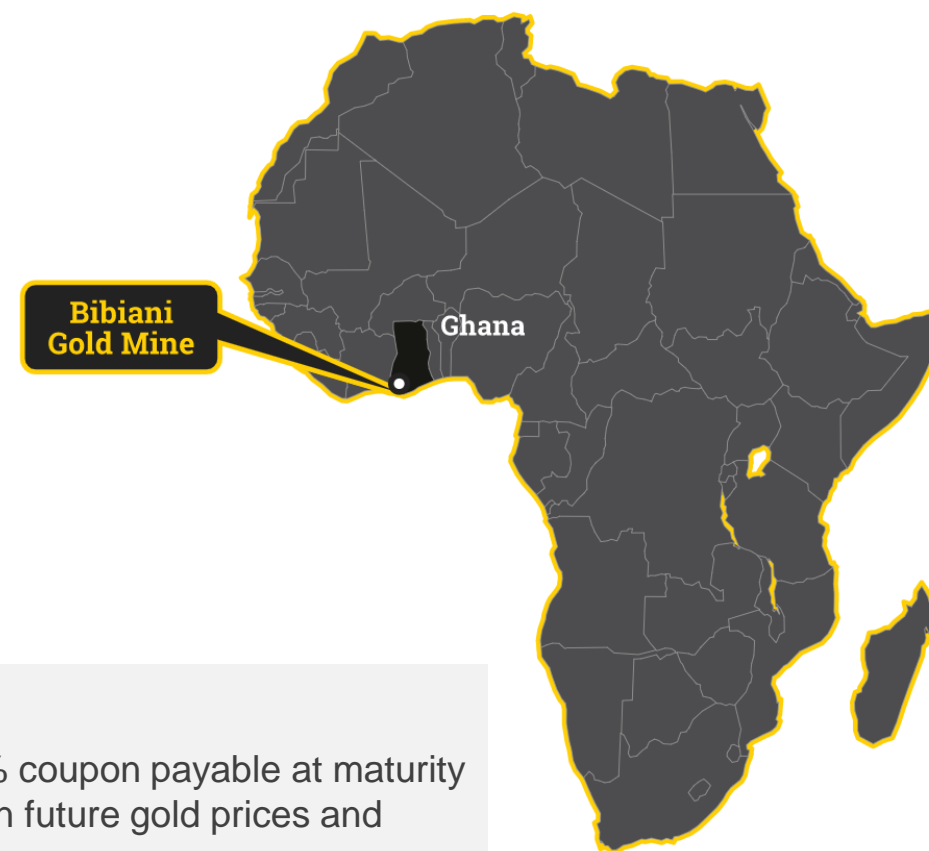 Bibiani
Gold Mine
Ghana
% coupon payable at maturity
future gold prices and